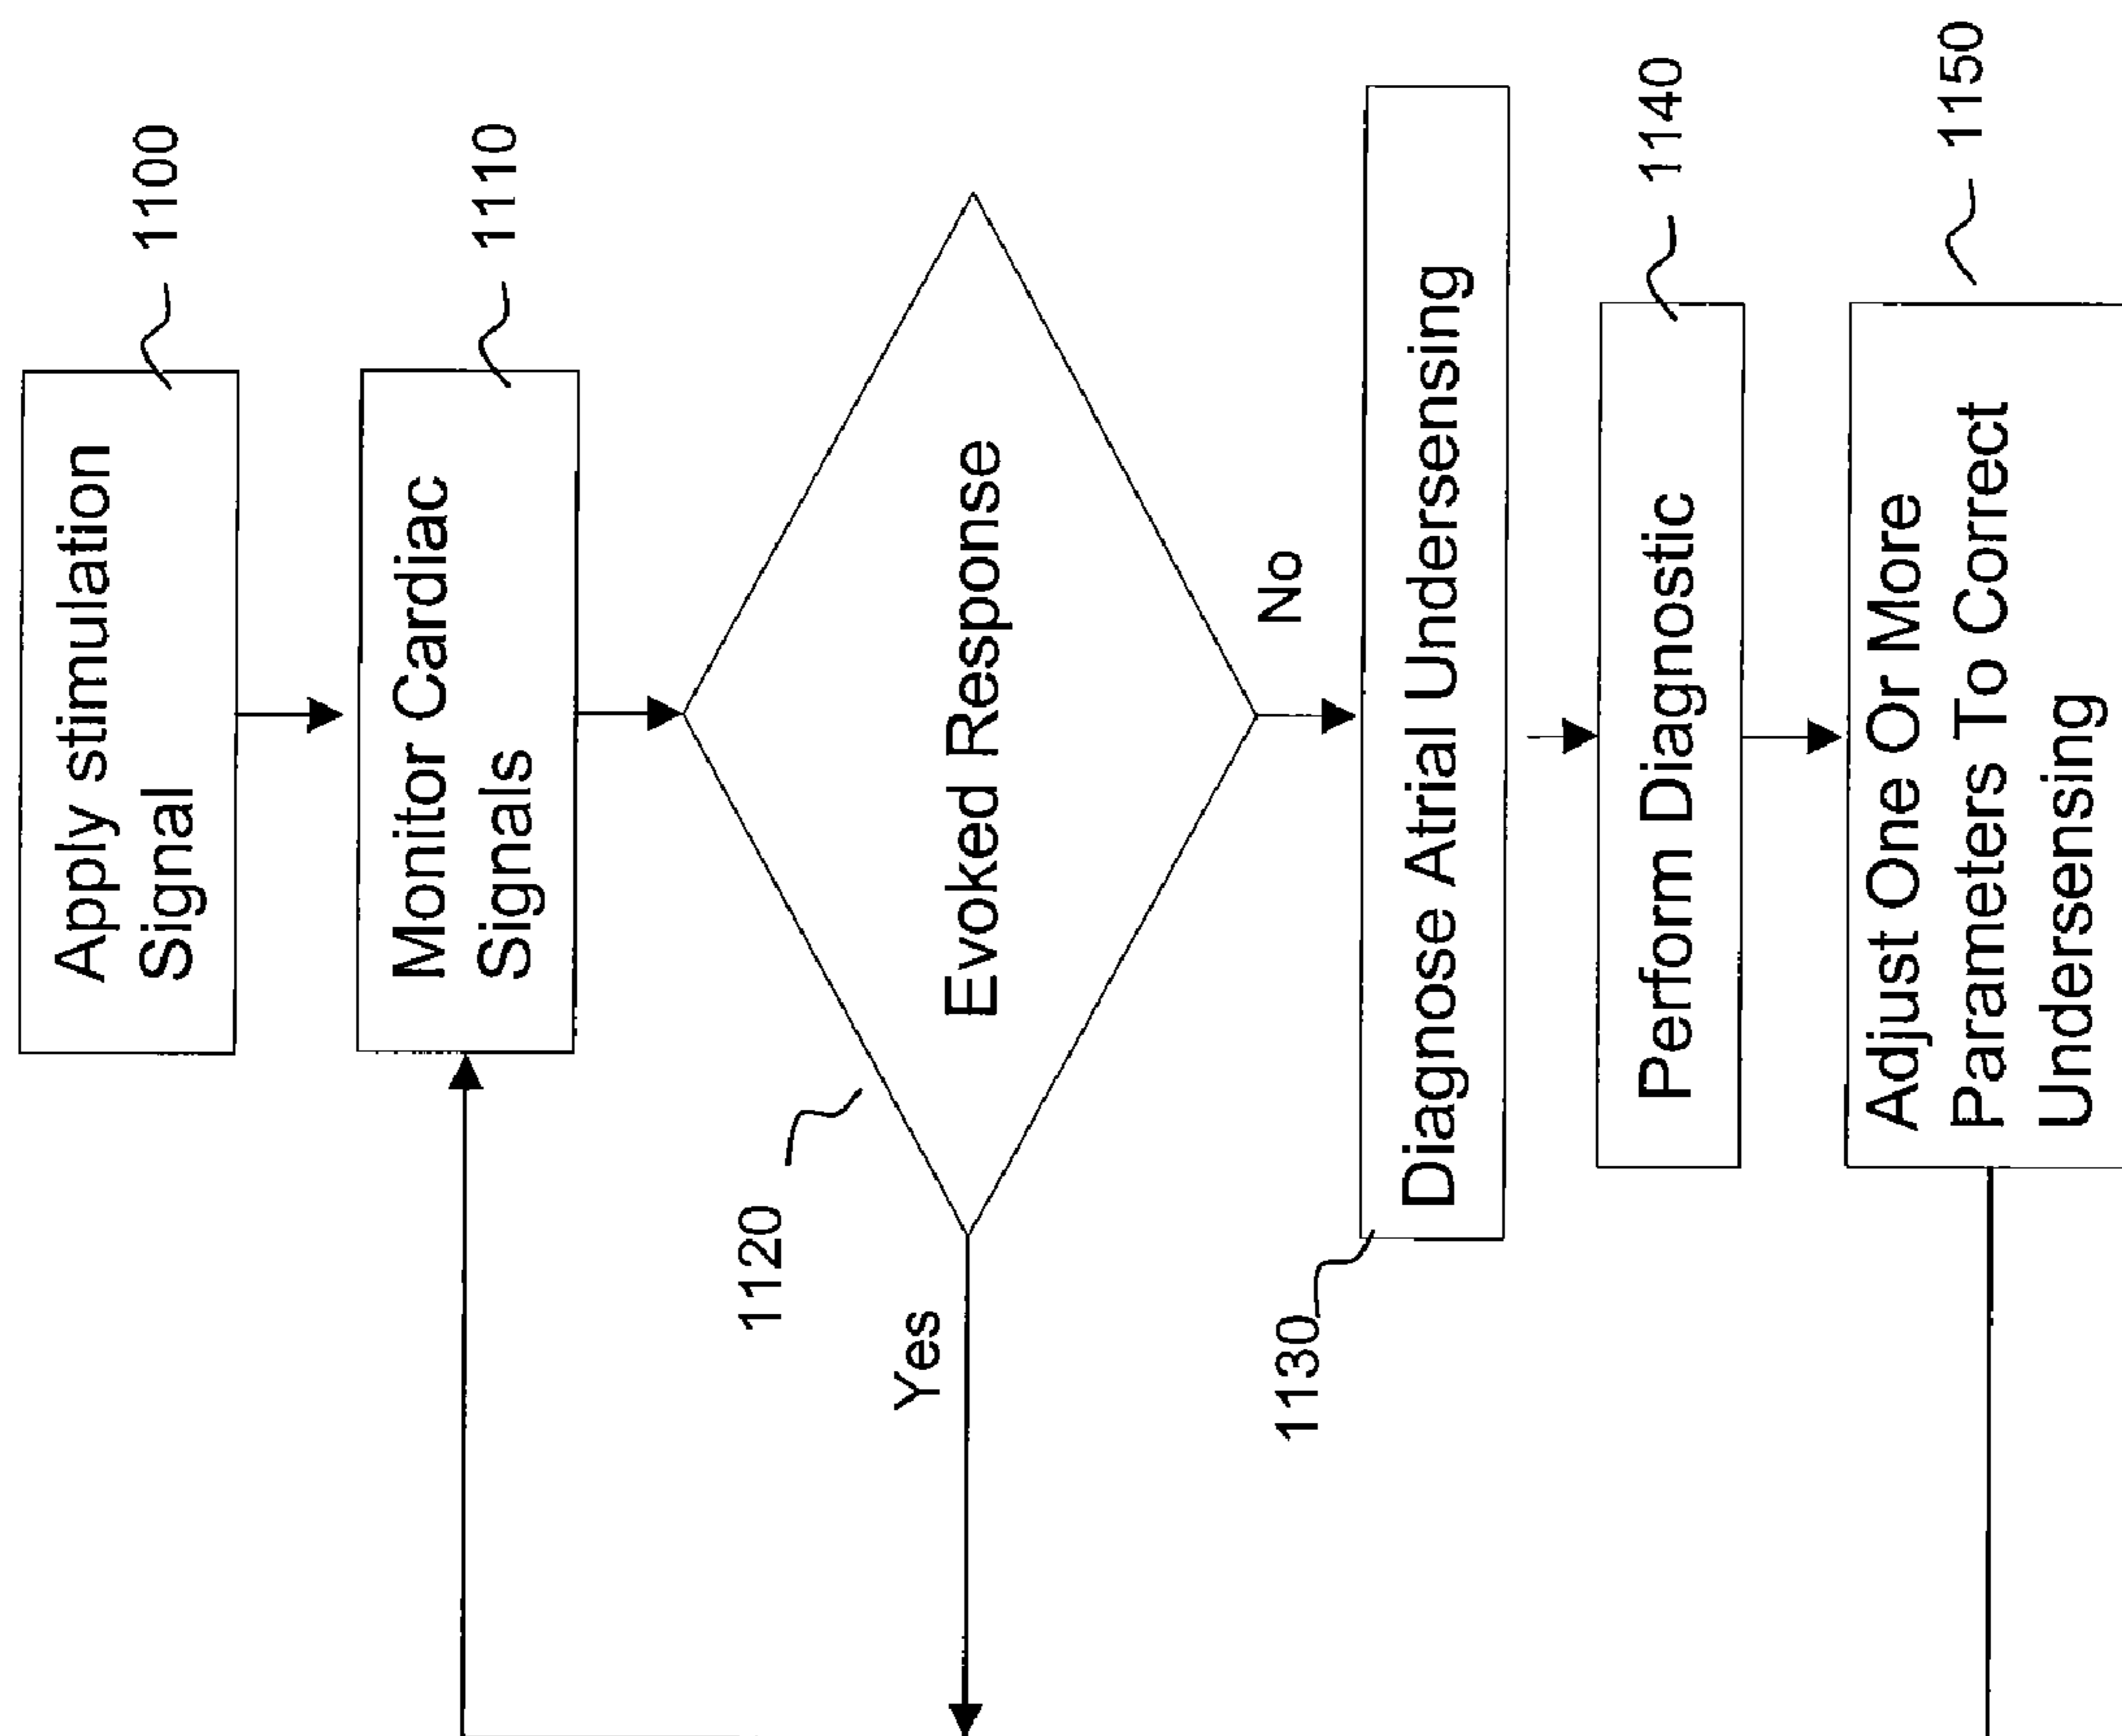 Apply stimulation
Signal
1100
Monitor Cardiac
Signals
1110
Evoked Response
1120
Yes
No
Diagnose Atrial Undersensing
1130
Perform Diagnostic
1140
Adjust One Or More
Parameters To Correct
Undersensing
1150